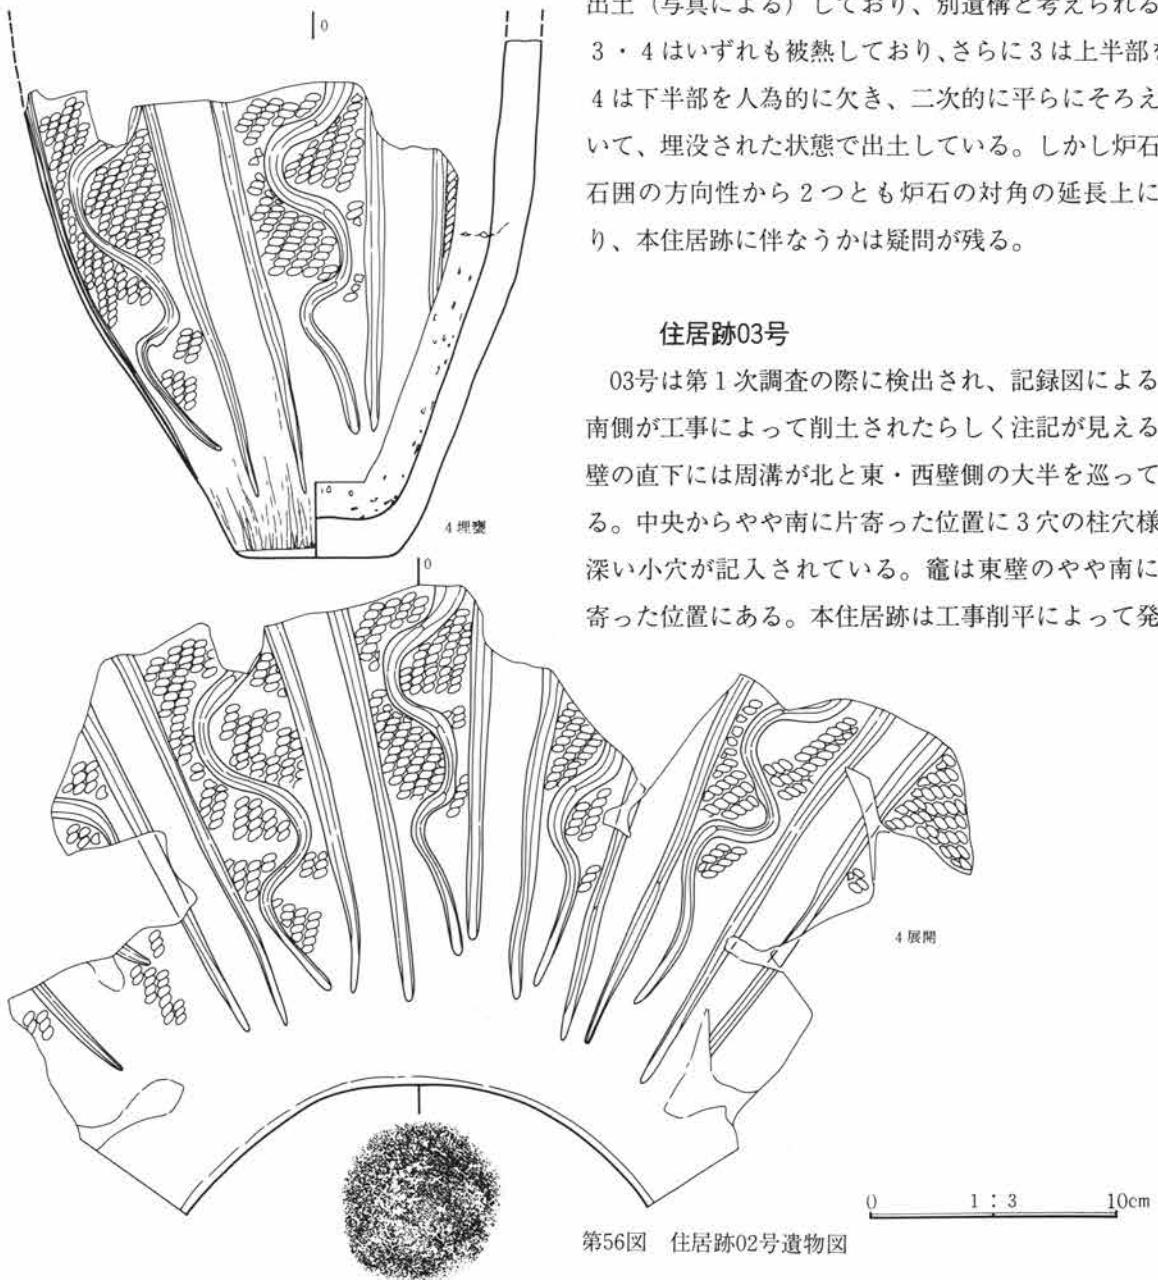 出土（写真による）しており、別遺構と考えられる
3・4はいずれも被熱しており、さらに3は上半部を
4は下半部を人為的に欠き、二次的に平らにそろえ
いて、埋没された状態で出土している。しかし炉石
石囲の方向性から2つとも炉石の対角の延長上に
り、本住居跡に伴なうかは疑問が残る。
住居跡03号
03号は第1次調査の際に検出され、記録図による
南側が工事によって削土されたらしく注記が見える
壁の直下には周溝が北と東・西壁側の大半を巡って
る。中央からやや南に片寄った位置に3穴の柱穴様
深い小穴が記入されている。竈は東壁のやや南に
寄った位置にある。本住居跡は工事削平によって発
0
4埋甕
0
4展開
0 1：3 10cm
第56図 住居跡02号遺物図